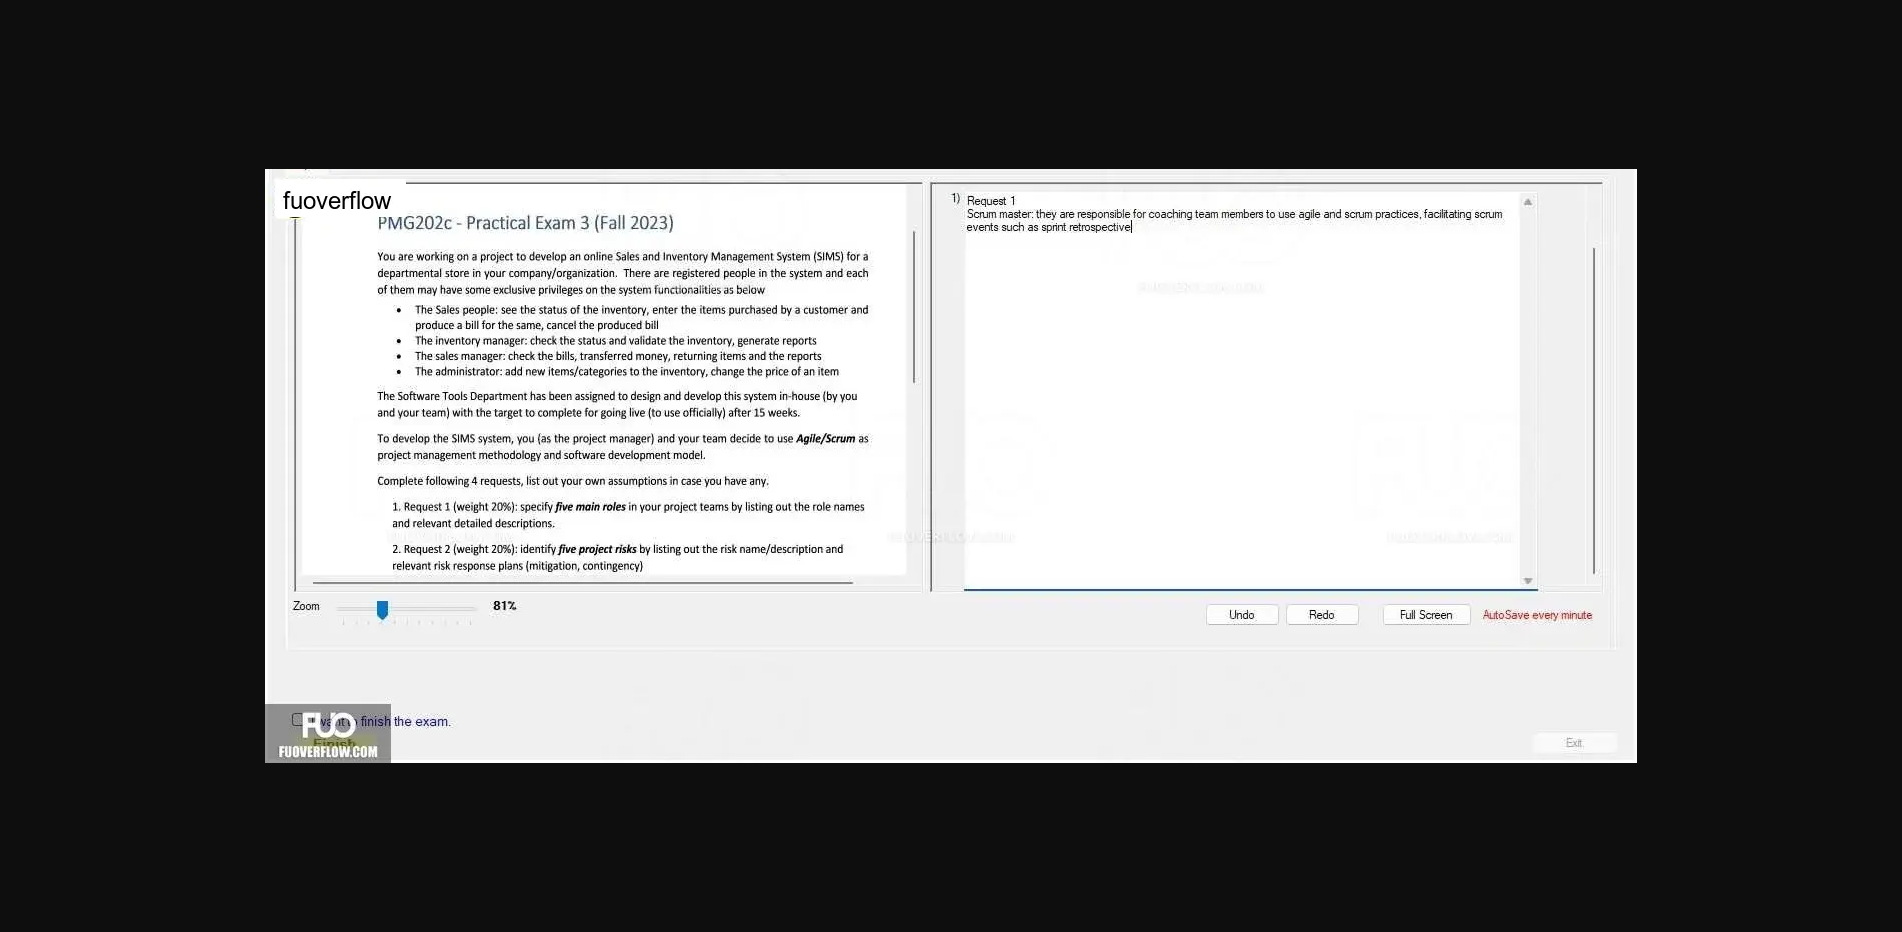 fuoverflow
PMG202c - Practical Exam 3 (Fall 2023)
You are working on a project to develop an online Sales and Inventory Management System (SIMS) for a
departmental store in your company/organization. There are registered people in the system and each
of them may have some exclusive privileges on the system functionalities as below
• The Sales people: see the status of the inventory, enter the items purchased by a customer and
produce a bill for the same, cancel the produced bill
• The inventory manager: check the status and validate the inventory, generate reports
• The sales manager: check the bills, transferred money, returning items and the reports
• The administrator: add new items/categories to the inventory, change the price of an item
The Software Tools Department has been assigned to design and develop this system in-house (by you
and your team) with the target to complete for going live (to use officially) after 15 weeks.
To develop the SIMS system, you (as the project manager) and your team decide to use Agile/Scrum as
project management methodology and software development model.
Complete following 4 requests, list out your own assumptions in case you have any.
1. Request 1 (weight 20%): specify five main roles in your project teams by listing out the role names
and relevant detailed descriptions.
2. Request 2 (weight 20%): identify five project risks by listing out the risk name/description and
relevant risk response plans (mitigation, contingency)
Zoom
81%
1) Request 1
Scrum master: they are responsible for coaching team members to use agile and scrum practices, facilitating scrum
events such as sprint retrospective
Undo
Redo
Full Screen
AutoSave every minute
I want to finish the exam.
Finish
FUO
FUOVERFLOW.COM
Exit